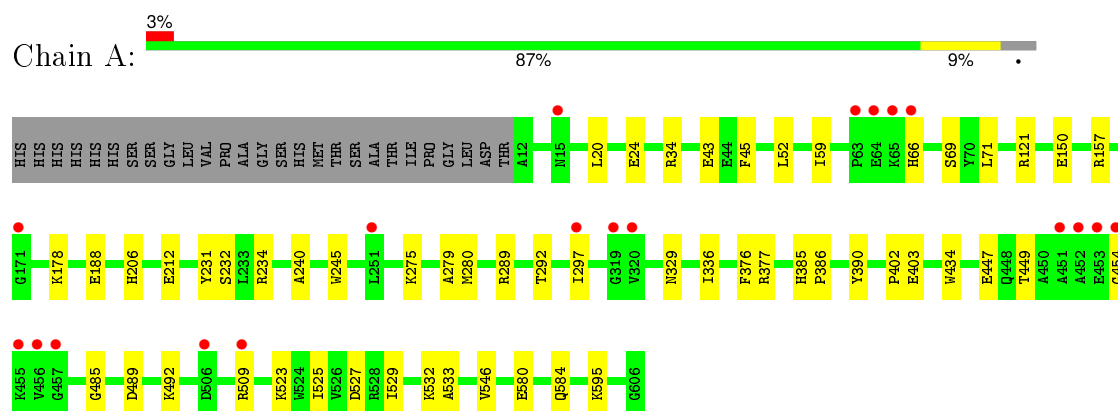 3%
Chain A:
87%
9%
•
HIS HIS HIS HIS HIS HIS SER SER GLY LEU VAL PRO ALA GLY SER HIS MET THR SER ALA THR ILE PRO GLY LEU ASP THR A12 N15 L20 E24 R34 E43 E44 F45 L52 I59 P63 E64 K65 H66 S69 Y70 L71 R121 E150 R157
G171 K178 E188 H206 E212 Y231 S232 L233 R234 A240 W245 L251 K275 A279 M280 R289 T292 I297 G319 V320 N329 I336 F376 R377 H385 P386 Y390 P402 E403 W434 E447 Q448 T449 A450 A451 A452 E453
K455 V456 G457 G485 D489 K492 D506 R509 K523 W524 I525 V526 D527 R528 I529 K532 A533 V546 E580 Q584 K595 G606